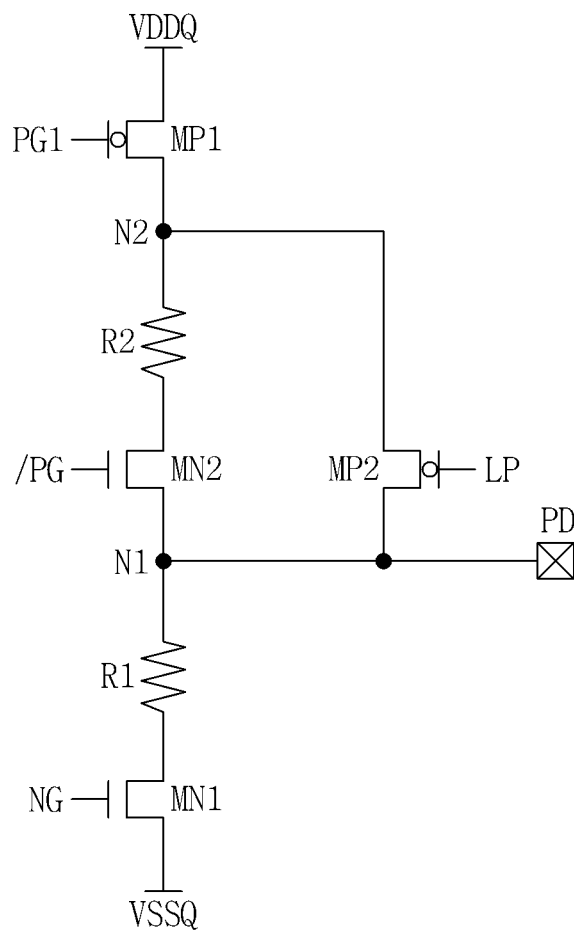 VDDQ
PG1
MP1
N2
R2
/PG
MN2
MP2
LP
PD
N1
R1
NG
MN1
VSSQ